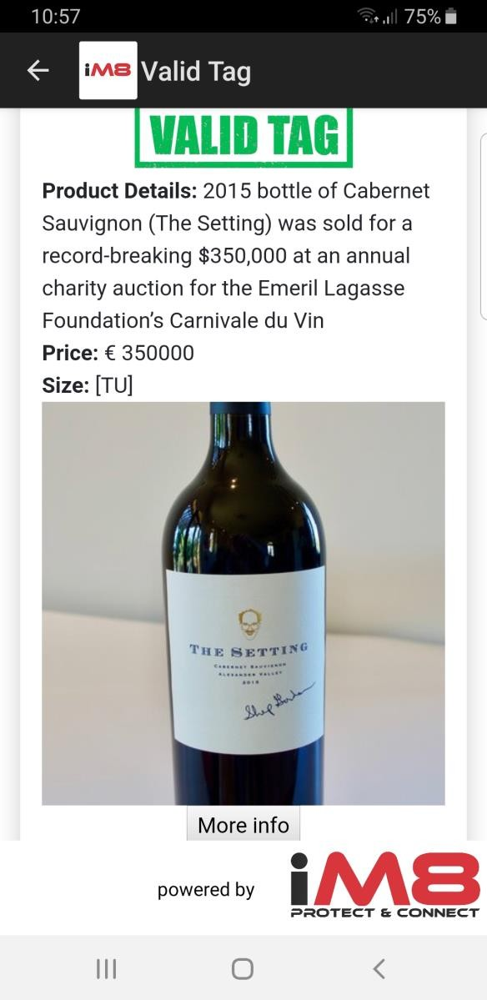 10:57
75%
iM8 Valid Tag
VALID TAG
Product Details: 2015 bottle of Cabernet
Sauvignon (The Setting) was sold for a
record-breaking $350,000 at an annual
charity auction for the Emeril Lagasse
Foundation’s Carnivale du Vin
Price: € 350000
Size: [TU]
THE SETTING
CABERNET SAUVIGNON
ALEXANDER VALLEY
2015
Shep Gordon
More info
powered by
iM8
PROTECT & CONNECT